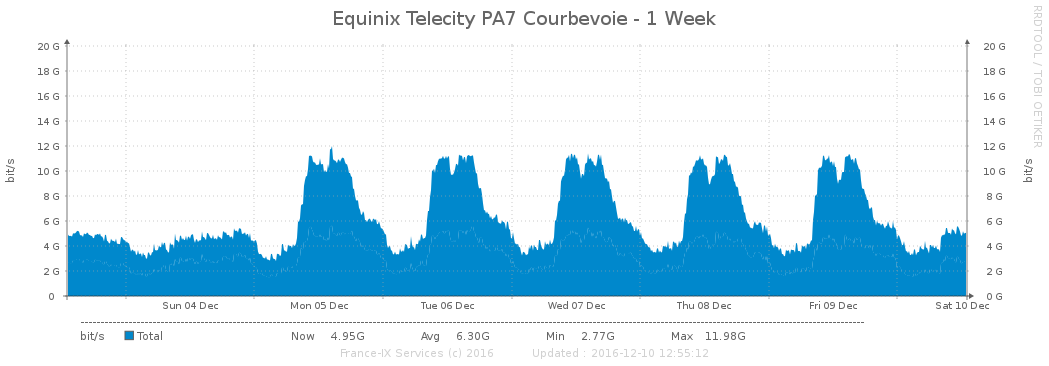 Equinix Telecity PA7 Courbevoie - 1 Week
RRDTOOL / TOBI OETIKER
bit/s
20 G 20 G
18 G 18 G
16 G 16 G
14 G 14 G
12 G 12 G
10 G 10 G
8 G 8 G
6 G 6 G
4 G 4 G
2 G 2 G
0 0 G
bit/s
Sun 04 Dec Mon 05 Dec Tue 06 Dec Wed 07 Dec Thu 08 Dec Fri 09 Dec Sat 10 Dec
bit/s Total Now 4.95G Avg 6.30G Min 2.77G Max 11.98G
France-IX Services (c) 2016 Updated : 2016-12-10 12:55:12